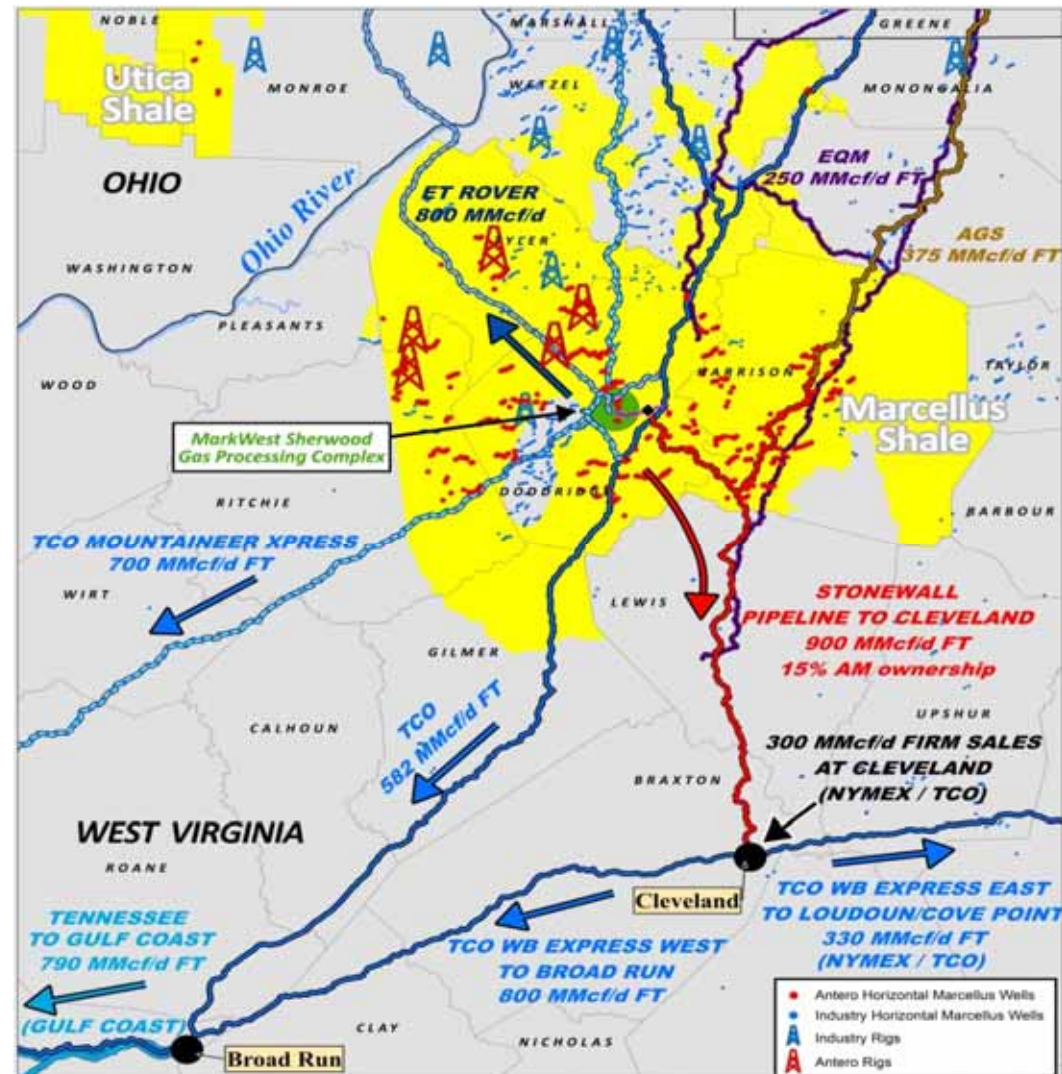 NOBLE
MARSHALL
GREENE
Utica
Shale
MONROE
WETZEL
MONONGALIA
OHIO
EQM
250 MMcf/d FT
ET ROVER
800 MMcf/d
Ohio River
AGS
375 MMcf/d FT
WASHINGTON
PLEASANTS
HARRISON
TAYLOR
WOOD
Marcellus
Shale
MarkWest Sherwood
Gas Processing Complex
DODDRIDGE
RITCHIE
BARBOUR
TCO MOUNTAINEER XPRESS
700 MMcf/d FT
WIRT
LEWIS
STONEWALL
PIPELINE TO CLEVELAND
900 MMcf/d FT
15% AM ownership
GILMER
CALHOUN
TCO
582 MMcf/d FT
UPSHUR
300 MMcf/d FIRM SALES
AT CLEVELAND
(NYMEX / TCO)
BRAXTON
WEST VIRGINIA
ROANE
Cleveland
TCO WB EXPRESS EAST
TO LOUDOUN/COVE POINT
330 MMcf/d FT
(NYMEX / TCO)
TENNESSEE
TO GULF COAST
790 MMcf/d FT
TCO WB EXPRESS WEST
TO BROAD RUN
800 MMcf/d FT
(GULF COAST)
CLAY
NICHOLAS
Broad Run
Antero Horizontal Marcellus Wells
Industry Horizontal Marcellus Wells
Industry Rigs
Antero Rigs